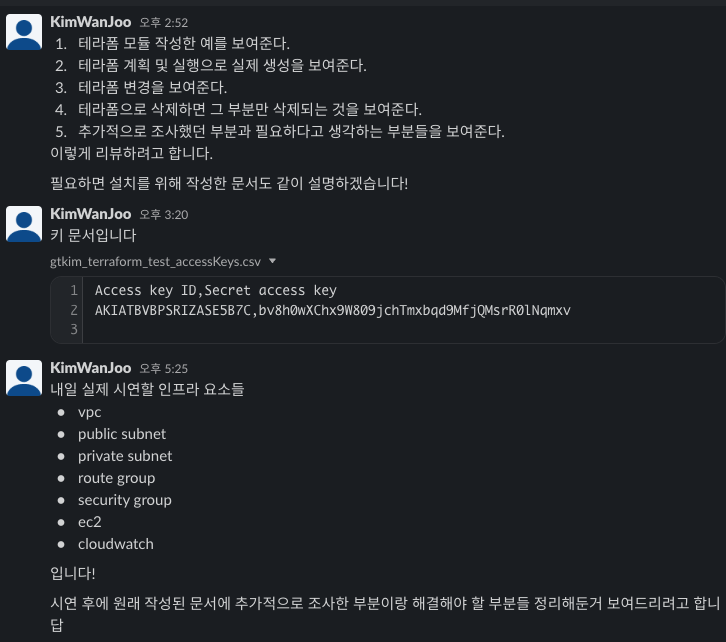 KimWanJoo 오후 2:52
1. 테라폼 모듈 작성한 예를 보여준다.
2. 테라폼 계획 및 실행으로 실제 생성을 보여준다.
3. 테라폼 변경을 보여준다.
4. 테라폼으로 삭제하면 그 부분만 삭제되는 것을 보여준다.
5. 추가적으로 조사했던 부분과 필요하다고 생각하는 부분들을 보여준다.
이렇게 리뷰하려고 합니다.
필요하면 설치를 위해 작성한 문서도 같이 설명하겠습니다!
KimWanJoo 오후 3:20
키 문서입니다
gtkim_terraform_test_accessKeys.csv
1 Access key ID,Secret access key
2 AKIATBVBPSRIZASE5B7C,bv8h0wXChx9W809jchTmxbqd9MfjQMsrR0lNqmxv
3
KimWanJoo 오후 5:25
내일 실제 시연할 인프라 요소들
• vpc
• public subnet
• private subnet
• route group
• security group
• ec2
• cloudwatch
입니다!
시연 후에 원래 작성된 문서에 추가적으로 조사한 부분이랑 해결해야 할 부분들 정리해둔거 보여드리려고 합니
답